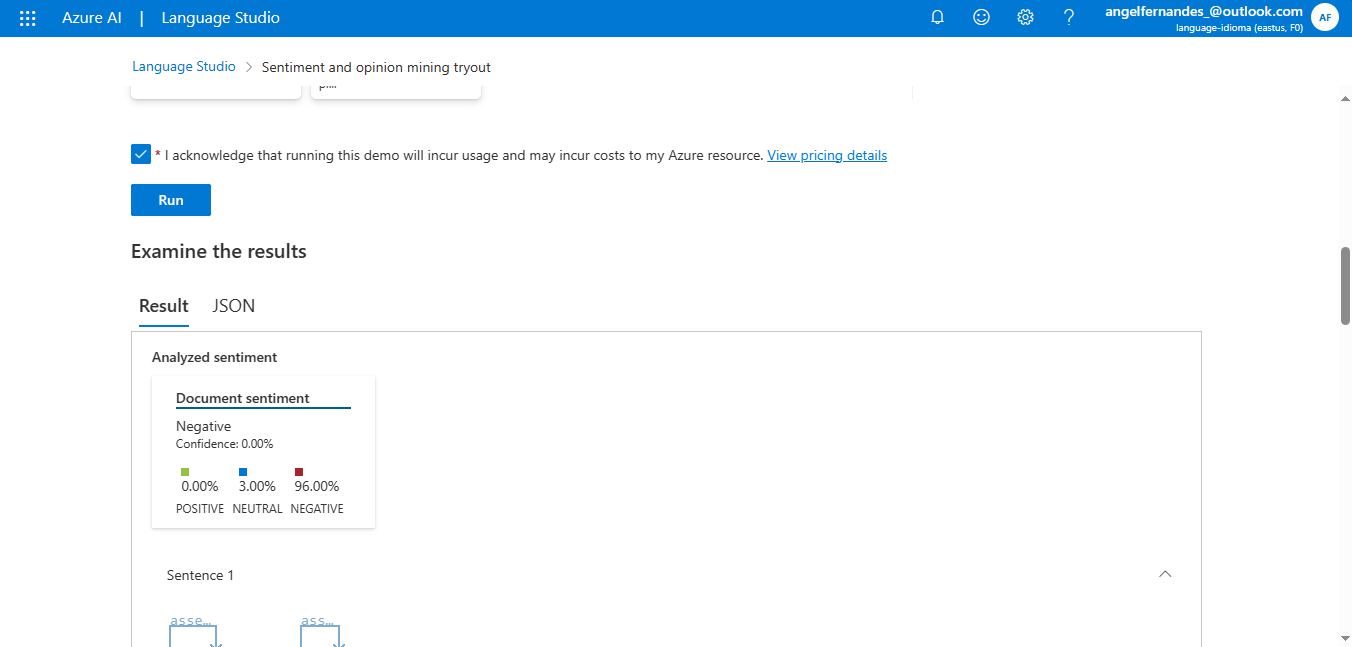 Azure AI | Language Studio
angelfernandes_@outlook.com
language-idioma (eastus, F0)
AF
Language Studio > Sentiment and opinion mining tryout
* I acknowledge that running this demo will incur usage and may incur costs to my Azure resource. View pricing details
Run
Examine the results
Result JSON
Analyzed sentiment
Document sentiment
Negative
Confidence: 0.00%
0.00% 3.00% 96.00%
POSITIVE NEUTRAL NEGATIVE
Sentence 1
asse... ass...